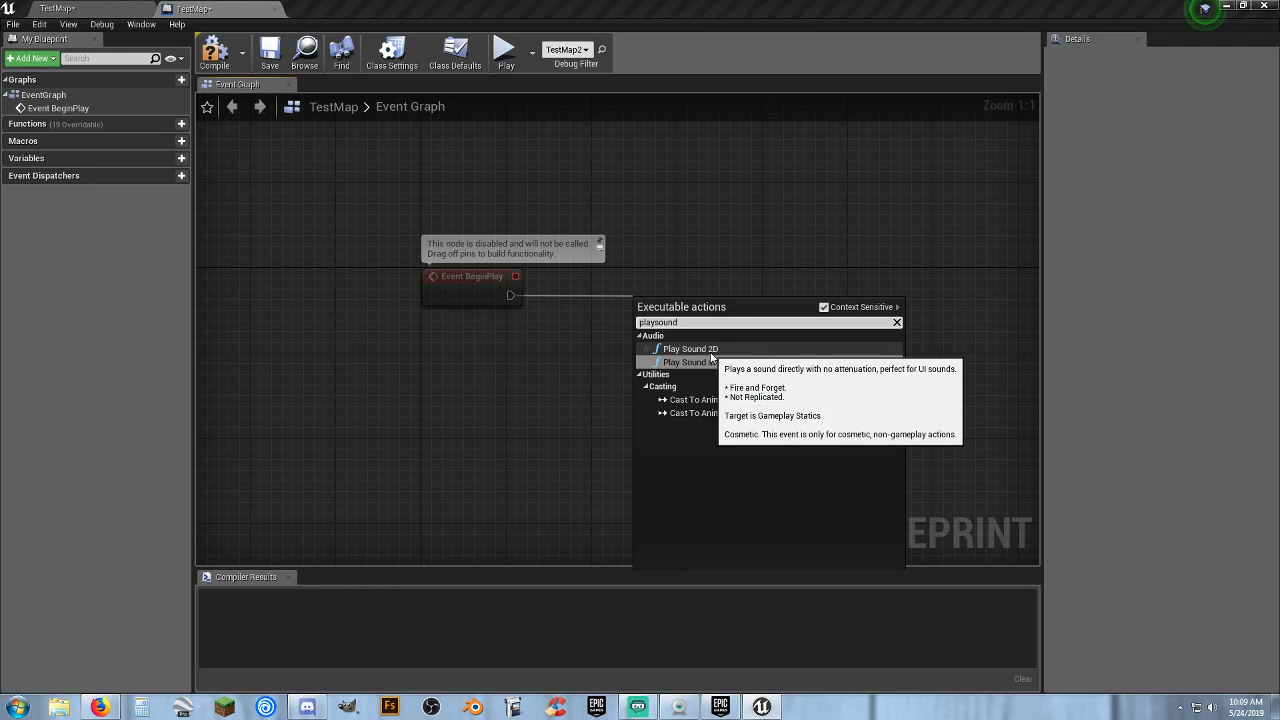 TestMap*
TestMap*
File Edit View Debug Window Help
My Blueprint
Add New
Search
Graphs
EventGraph
Event BeginPlay
Functions (19 Overridable)
Macros
Variables
Event Dispatchers
Compile
Save
Browse
Find
Class Settings
Class Defaults
Play
TestMap2
Debug Filter
Event Graph
TestMap > Event Graph
Zoom 1:1
This node is disabled and will not be called.
Drag off pins to build functionality.
Event BeginPlay
Executable actions
Context Sensitive
playsound
Audio
Play Sound 2D
Play Sound
Utilities
Casting
Cast To Anim
Cast To Anim
Plays a sound directly with no attenuation, perfect for UI sounds.
* Fire and Forget.
* Not Replicated.
Target is Gameplay Statics
Cosmetic. This event is only for cosmetic, non-gameplay actions.
EPRINT
Compiler Results
Clear
Details
Pro
Fs
EPIC GAMES
EPIC GAMES
10:09 AM
5/24/2019